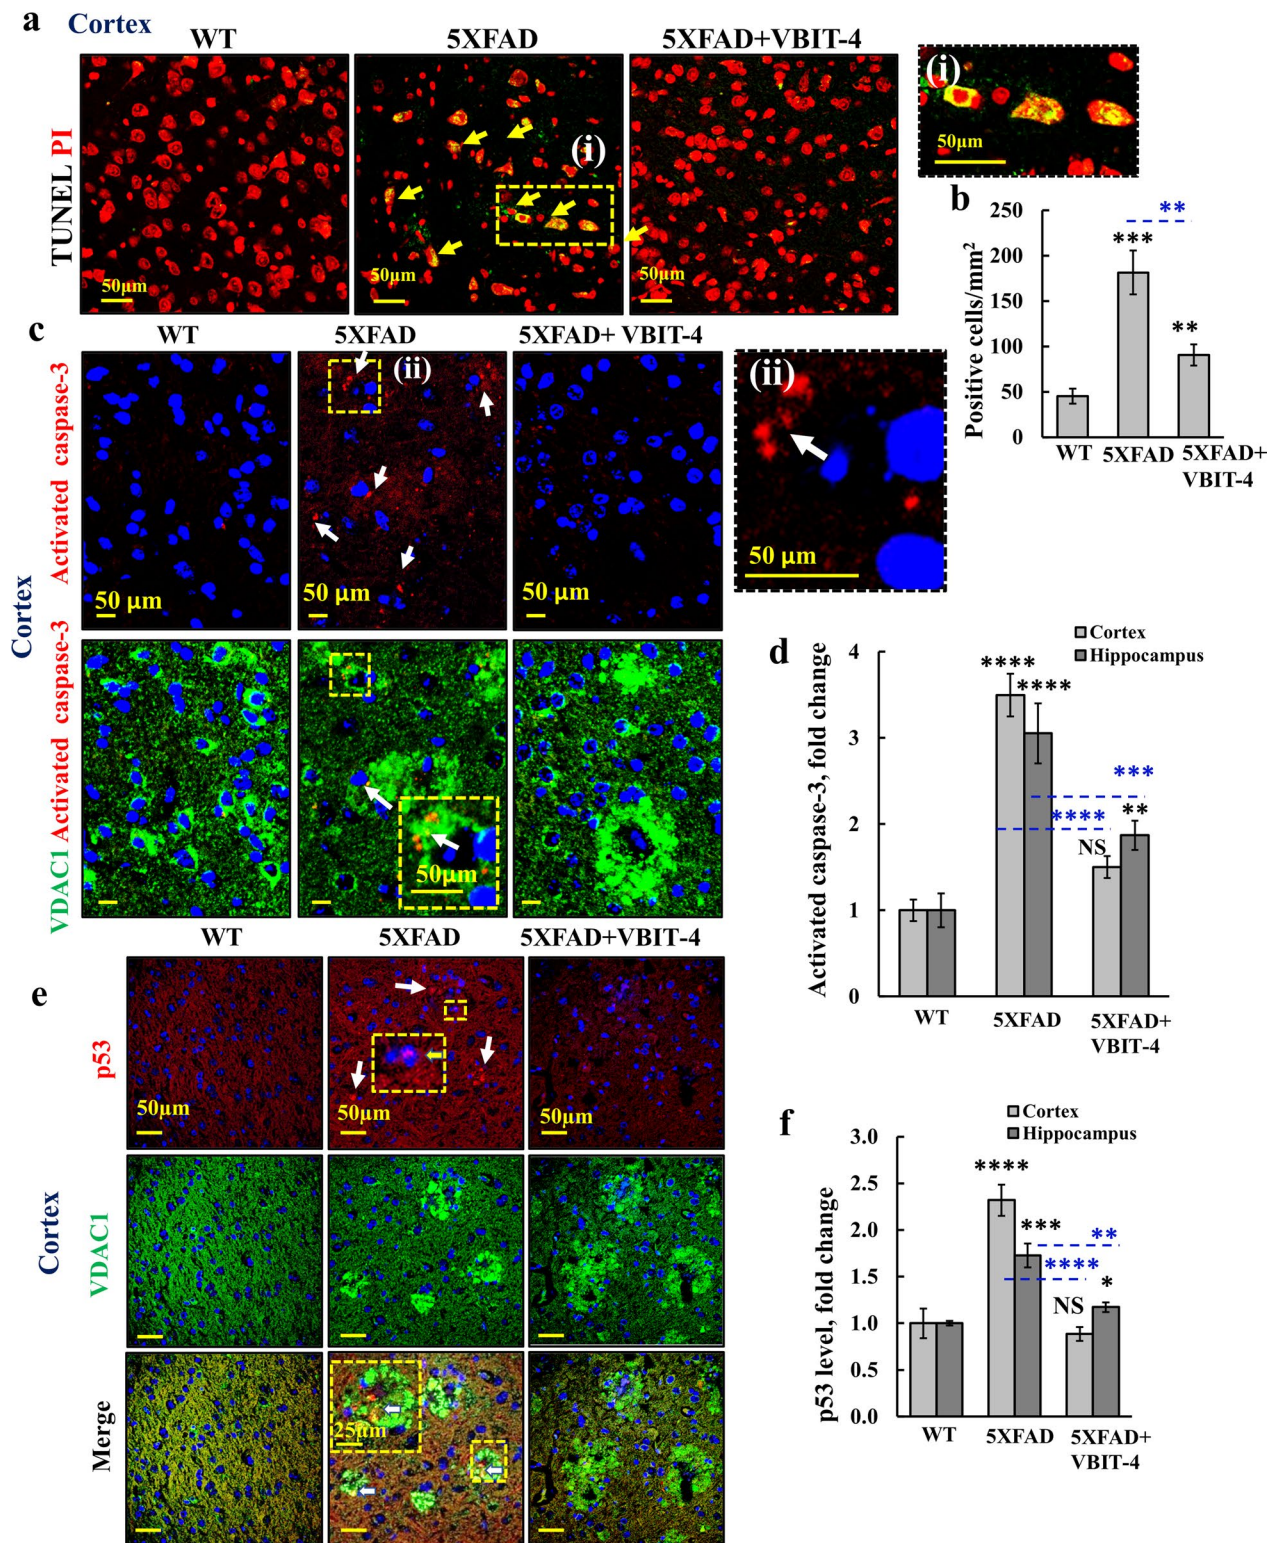 a Cortex
WT 5XFAD 5XFAD+VBIT-4
TUNEL PI
50µm
(i)
50µm
50µm
(i)
50µm
b
Positive cells/mm²
250
200
150
100
50
0
**
***
**
WT 5XFAD 5XFAD+
VBIT-4
c
WT 5XFAD 5XFAD+ VBIT-4
Cortex
Activated caspase-3
50 µm
(ii)
50 µm
50 µm
(ii)
50 µm
VDAC1 Activated caspase-3
50µm
d
Cortex
Hippocampus
Activated caspase-3, fold change
4
3
2
1
0
****
****
***
****
**
NS
WT 5XFAD 5XFAD+
VBIT-4
e
WT 5XFAD 5XFAD+VBIT-4
Cortex
p53
50µm
50µm
50µm
VDAC1
Merge
25µm
f
Cortex
Hippocampus
p53 level, fold change
3.0
2.5
2.0
1.5
1.0
0.5
0.0
****
***
**
****
*
NS
WT 5XFAD 5XFAD+
VBIT-4